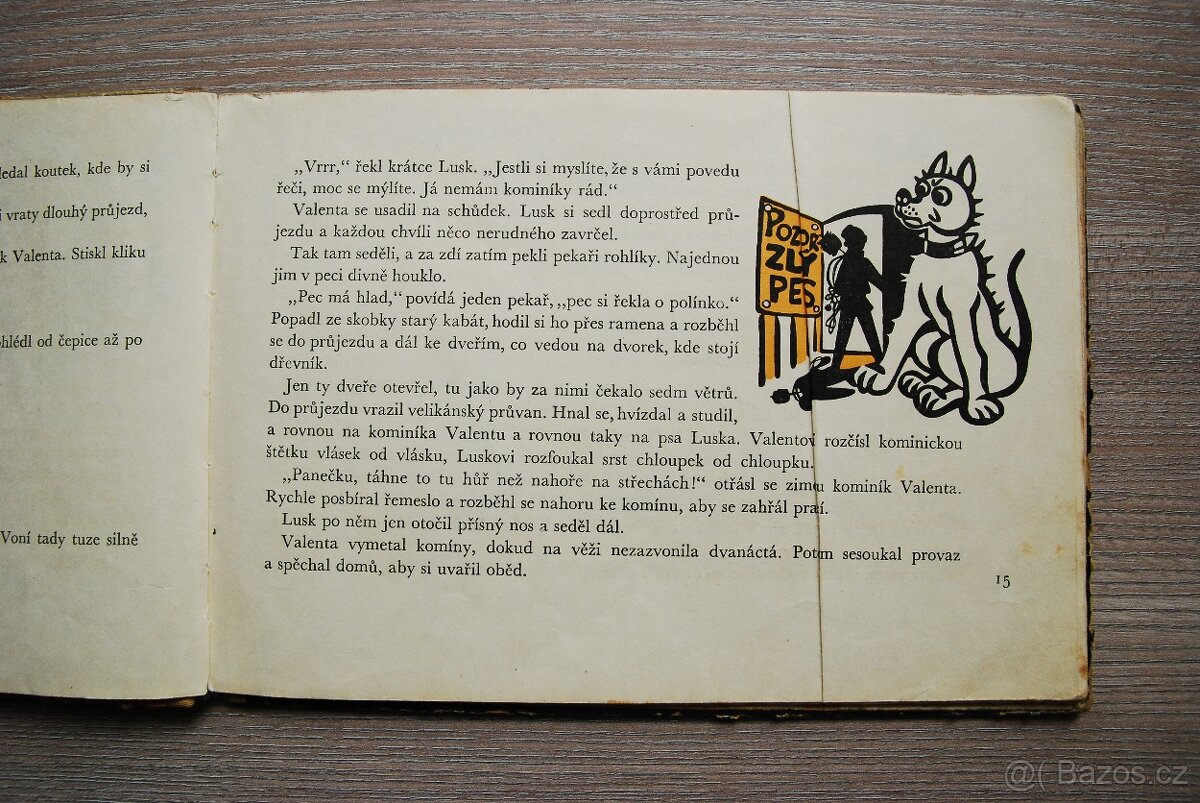 ledal koutek, kde by si
i vraty dlouhý průjezd,
k Valenta. Stiskl kliku
ohlédl od čepice až po
Voní tady tuze silně
„Vrrr,“ řekl krátce Lusk. „Jestli si myslíte, že s vámi povedu
řeči, moc se mýlíte. Já nemám kominíky rád.“
Valenta se usadil na schůdek. Lusk si sedl doprostřed prů-
jezdu a každou chvíli něco nerudného zavrčel.
Tak tam seděli, a za zdí zatím pekli pekaři rohlíky. Najednou
jim v peci divně houklo.
„Pec má hlad,“ povídá jeden pekař, „pec si řekla o polínko.“
Popadl ze skobky starý kabát, hodil si ho přes ramena a rozběhl
se do průjezdu a dál ke dveřím, co vedou na dvorek, kde stojí
dřevník.
Jen ty dveře otevřel, tu jako by za nimi čekalo sedm větrů.
Do průjezdu vrazil velikánský průvan. Hnal se, hvízdal a studil,
a rovnou na kominíka Valentu a rovnou taky na psa Luska. Valentovi rozčísl kominickou
štětku vlásek od vlásku, Luskovi rozfoukal srst chloupek od chloupku.
„Panečku, táhne to tu hůř než nahoře na střechách!“ otřásl se zimou kominík Valenta.
Rychle posbíral řemeslo a rozběhl se nahoru ke komínu, aby se zahřál prací.
Lusk po něm jen otočil přísný nos a seděl dál.
Valenta vymetal komíny, dokud na věži nezazvonila dvanáctá. Potom sesoukal provaz
a spěchal domů, aby si uvařil oběd.
POZOR
ZLÝ
PES
15
@( Bazos.cz